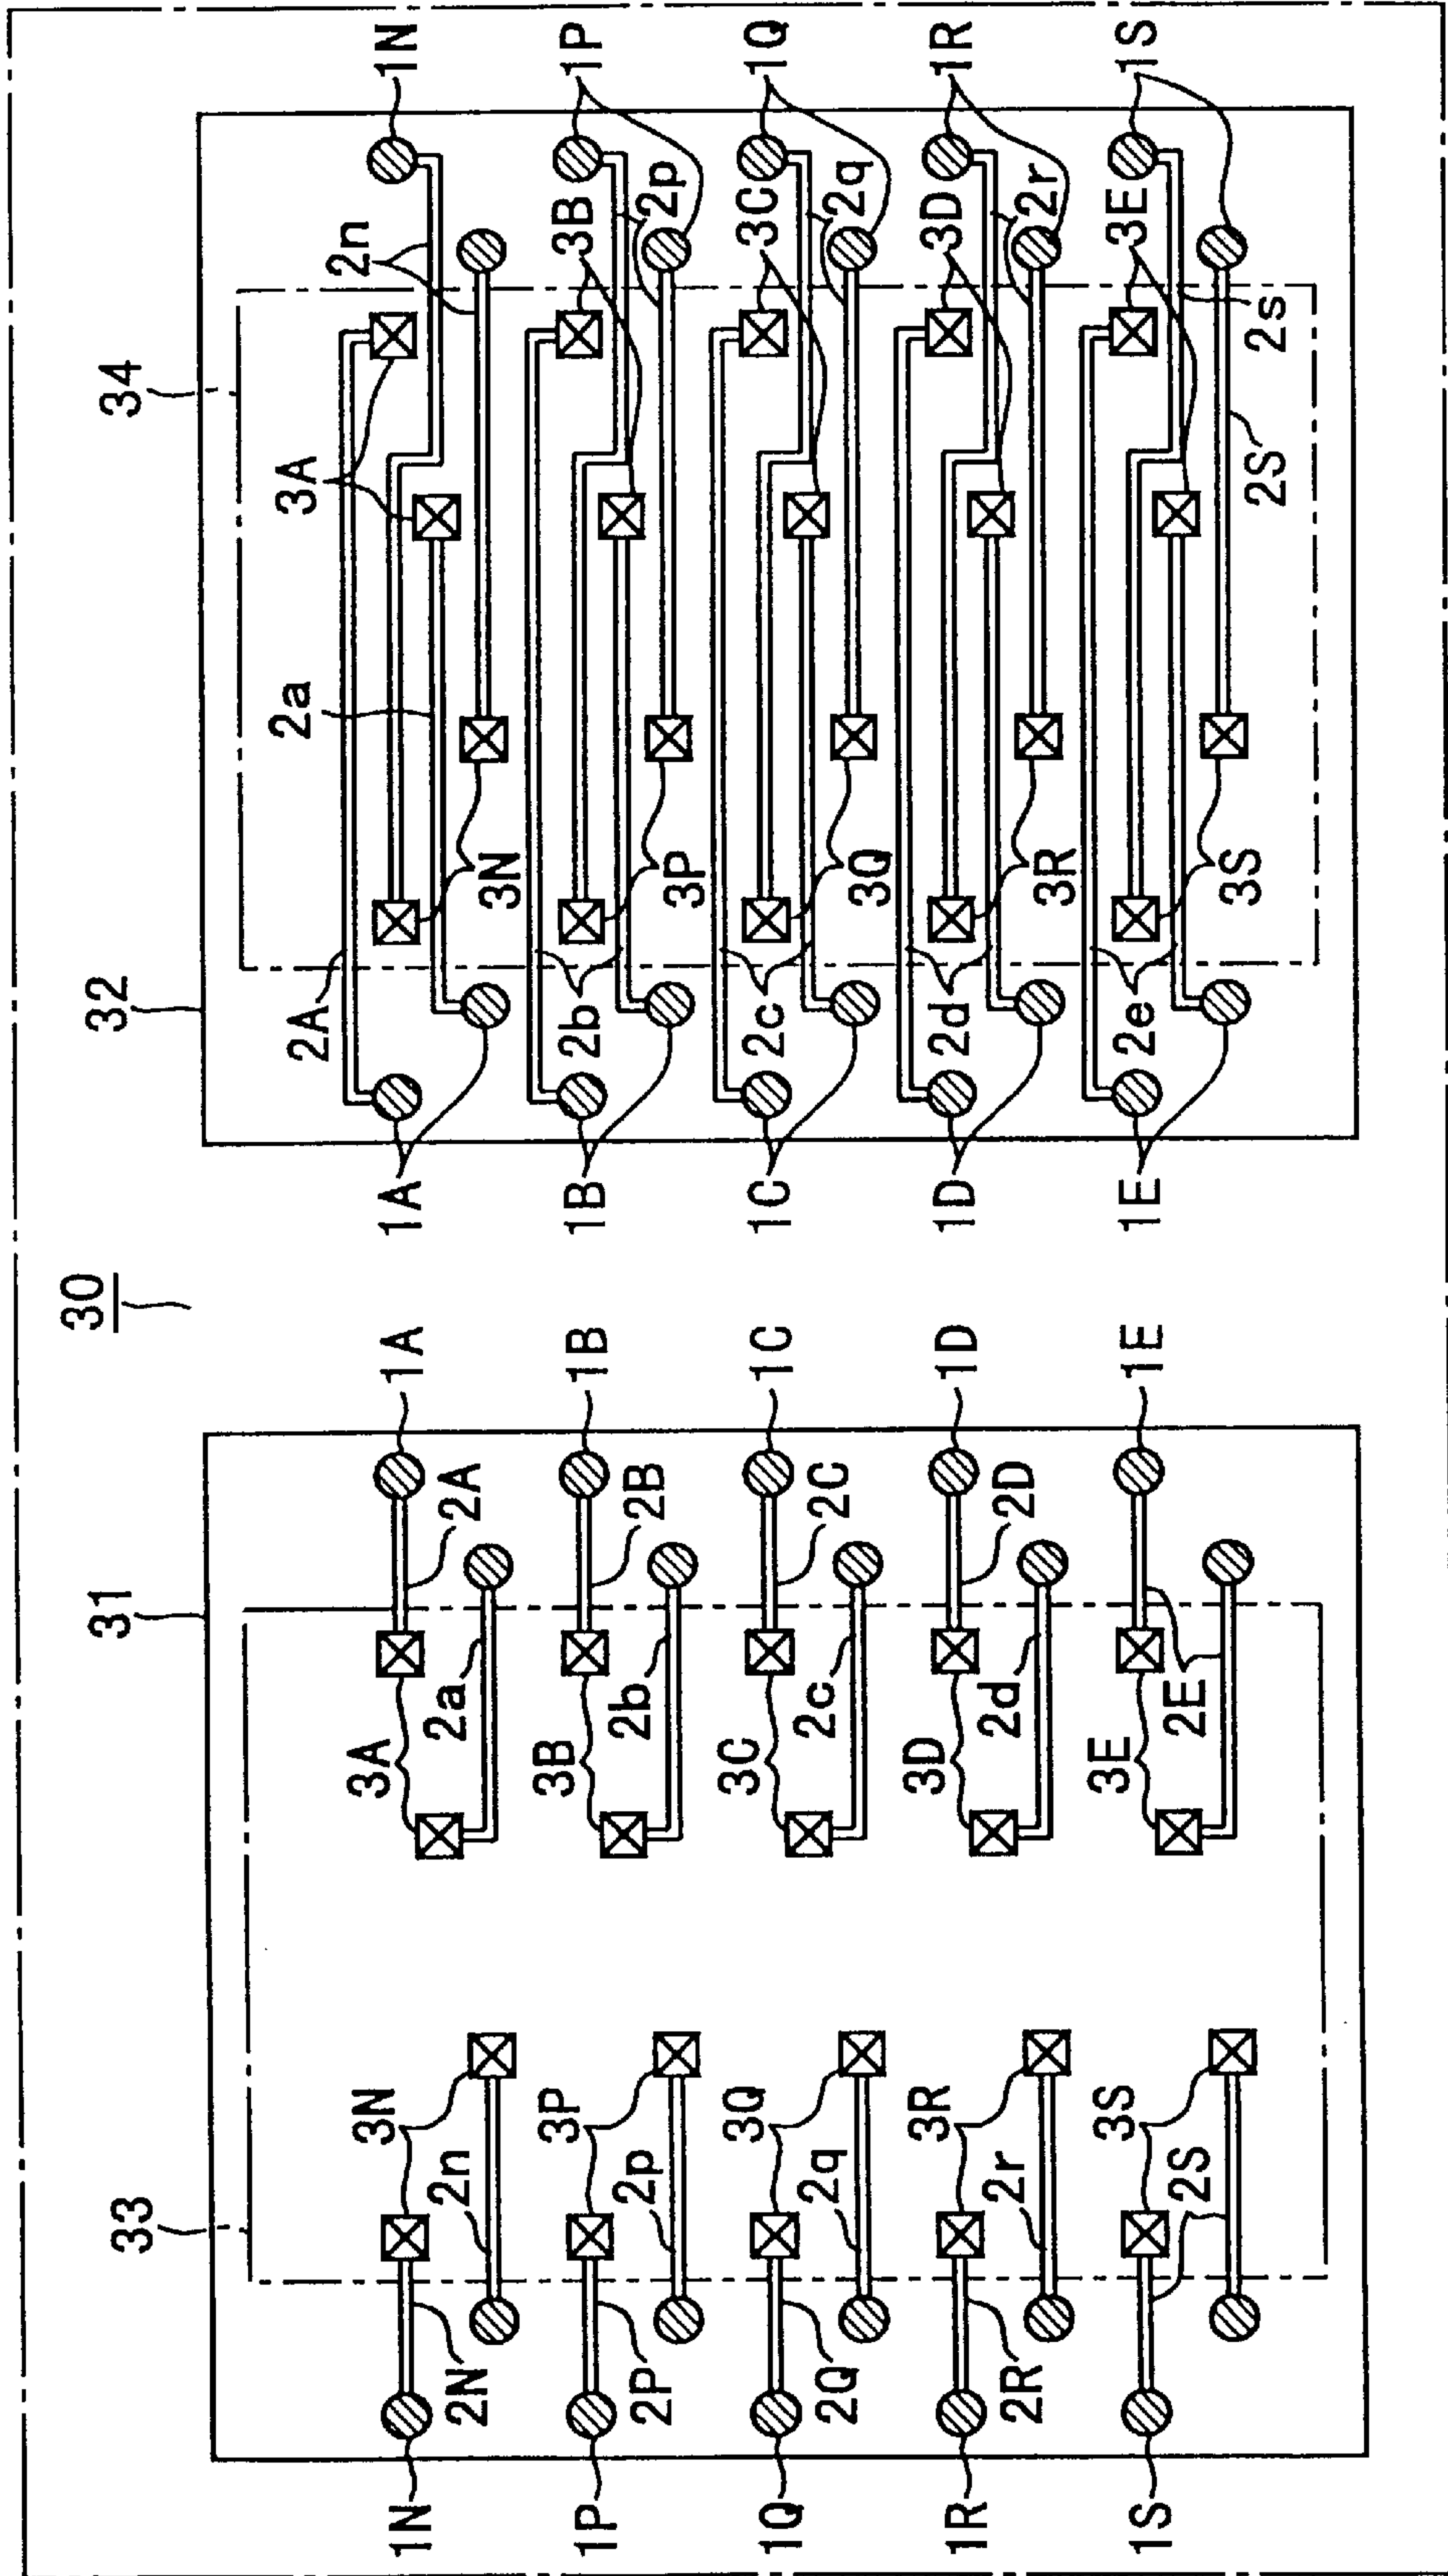 30
31
33
1N
1P
1Q
1R
1S
2N
2P
2Q
2R
2S
2n
2p
2q
2r
3N
3P
3Q
3R
3S
3A
3B
3C
3D
3E
2a
2b
2c
2d
2E
2A
2B
2C
2D
1A
1B
1C
1D
1E
32
34
1A
1B
1C
1D
1E
2A
2b
2c
2d
2e
3N
3P
3Q
3R
3S
2a
3A
2S
2n
3B
3C
3D
3E
2p
2q
2r
2s
1N
1P
1Q
1R
1S